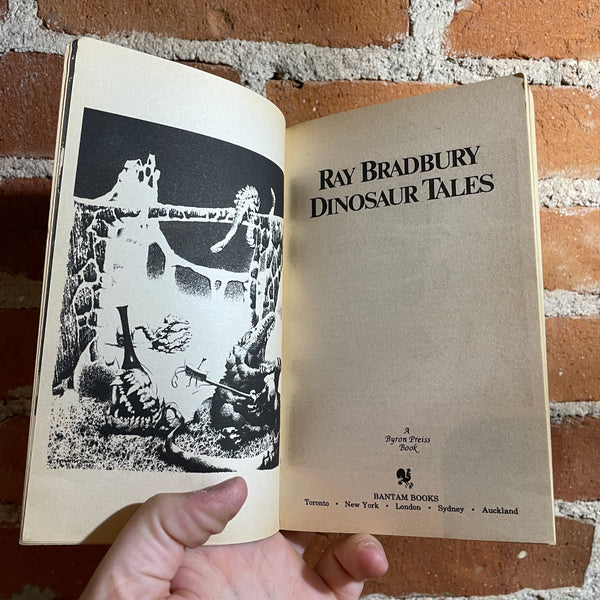 RAY BRADBURY
DINOSAUR TALES
A
Byron Preiss
Book
BANTAM BOOKS
Toronto • New York • London • Sydney • Auckland